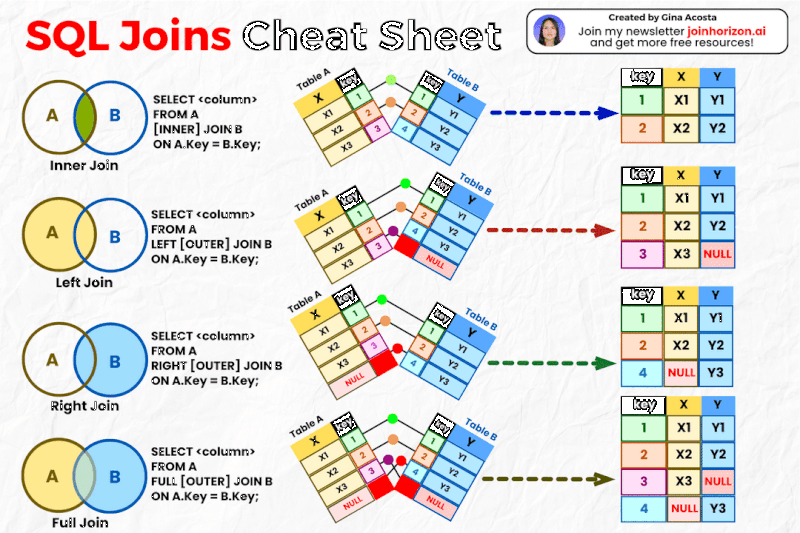 SQL Joins Cheat Sheet
Created by Gina Acosta
Join my newsletter joinhorizon.ai
and get more free resources!
A B
Inner Join
SELECT <column>
FROM A
[INNER] JOIN B
ON A.Key = B.Key;
Table A
X key
X1 1
X2 2
X3 3
Table B
key Y
1 Y1
2 Y2
4 Y3
key X Y
1 X1 Y1
2 X2 Y2
A B
Left Join
SELECT <column>
FROM A
LEFT [OUTER] JOIN B
ON A.Key = B.Key;
Table A
X key
X1 1
X2 2
X3 3
Table B
key Y
1 Y1
2 Y2
4 Y3
NULL
key X Y
1 X1 Y1
2 X2 Y2
3 X3 NULL
A B
Right Join
SELECT <column>
FROM A
RIGHT [OUTER] JOIN B
ON A.Key = B.Key;
Table A
X key
X1 1
X2 2
X3 3
NULL
Table B
key Y
1 Y1
2 Y2
4 Y3
key X Y
1 X1 Y1
2 X2 Y2
4 NULL Y3
A B
Full Join
SELECT <column>
FROM A
FULL [OUTER] JOIN B
ON A.Key = B.Key;
Table A
X key
X1 1
X2 2
X3 3
NULL
Table B
key Y
1 Y1
2 Y2
4 Y3
NULL
key X Y
1 X1 Y1
2 X2 Y2
3 X3 NULL
4 NULL Y3